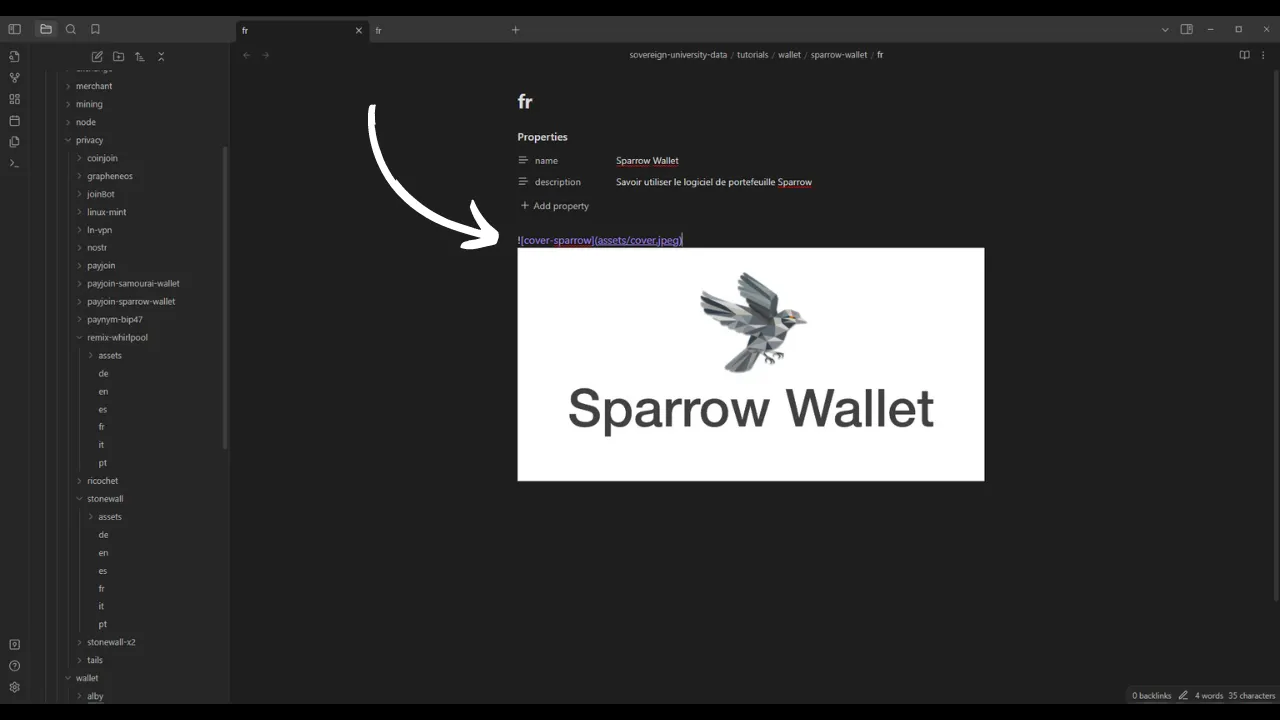 fr
fr
sovereign-university-data / tutorials / wallet / sparrow-wallet / fr
merchant
mining
node
privacy
coinjoin
grapheneos
joinBot
linux-mint
ln-vpn
nostr
payjoin
payjoin-samourai-wallet
payjoin-sparrow-wallet
paynym-bip47
remix-whirlpool
assets
de
en
es
fr
it
pt
ricochet
stonewall
assets
de
en
es
fr
it
pt
stonewall-x2
tails
wallet
alby
fr
Properties
name Sparrow Wallet
description Savoir utiliser le logiciel de portefeuille Sparrow
Add property
![cover-sparrow](assets/cover.jpeg)
Sparrow Wallet
0 backlinks 4 words 35 characters